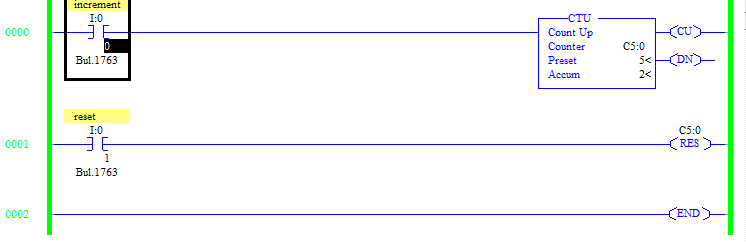 increment
I:0
0
Bul.1763
0000
CTU
Count Up
Counter C5:0
Preset 5<
Accum 2<
CU
DN
reset
I:0
1
Bul.1763
0001
C5:0
RES
0002
END